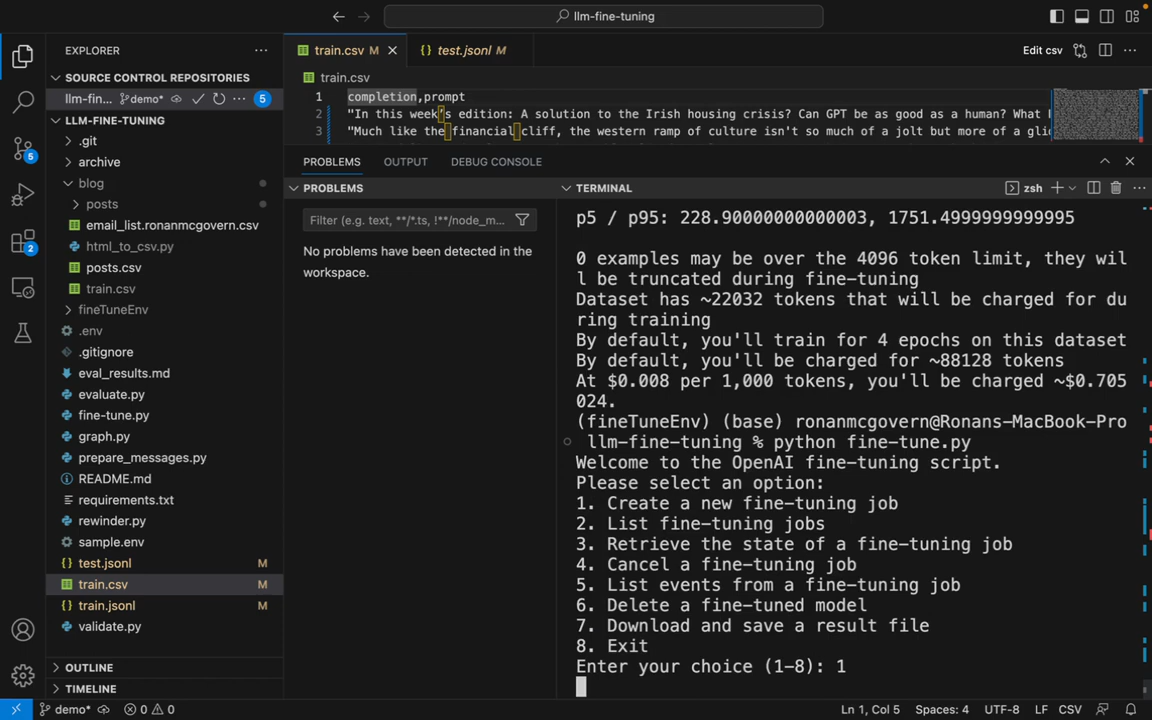 llm-fine-tuning
EXPLORER
SOURCE CONTROL REPOSITORIES
llm-fin... demo* 5
LLM-FINE-TUNING
.git
archive
blog
posts
email_list.ronanmcgovern.csv
html_to_csv.py
posts.csv
train.csv
fineTuneEnv
.env
.gitignore
eval_results.md
evaluate.py
fine-tune.py
graph.py
prepare_messages.py
README.md
requirements.txt
rewinder.py
sample.env
test.jsonl M
train.csv M
train.jsonl M
validate.py
OUTLINE
TIMELINE
5
2
train.csv M
test.jsonl M
Edit csv
train.csv
1 completion,prompt
2 "In this week's edition: A solution to the Irish housing crisis? Can GPT be as good as a human? What
3 "Much like the financial cliff, the western ramp of culture isn't so much of a jolt but more of a
PROBLEMS OUTPUT DEBUG CONSOLE
PROBLEMS
Filter (e.g. text, **/*.ts, !**/node_m...
No problems have been detected in the
workspace.
TERMINAL
zsh
p5 / p95: 228.90000000000003, 1751.4999999999995
0 examples may be over the 4096 token limit, they wil
l be truncated during fine-tuning
Dataset has ~22032 tokens that will be charged for du
ring training
By default, you'll train for 4 epochs on this dataset
By default, you'll be charged for ~88128 tokens
At $0.008 per 1,000 tokens, you'll be charged ~$0.705
024.
(fineTuneEnv) (base) ronanmcgovern@Ronans-MacBook-Pro
llm-fine-tuning % python fine-tune.py
Welcome to the OpenAI fine-tuning script.
Please select an option:
1. Create a new fine-tuning job
2. List fine-tuning jobs
3. Retrieve the state of a fine-tuning job
4. Cancel a fine-tuning job
5. List events from a fine-tuning job
6. Delete a fine-tuned model
7. Download and save a result file
8. Exit
Enter your choice (1-8): 1
demo* 0 0
Ln 1, Col 5 Spaces: 4 UTF-8 LF CSV